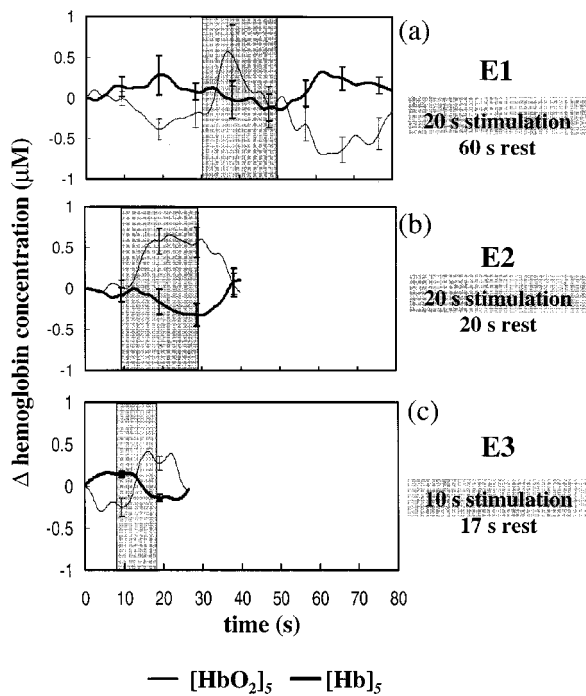 Δ hemoglobin concentration (μM)
1
0.5
0
-0.5
-1
(a)
E1
20 s stimulation
60 s rest
1
0.5
0
-0.5
-1
(b)
E2
20 s stimulation
20 s rest
1
0.5
0
-0.5
-1
(c)
E3
10 s stimulation
17 s rest
0 10 20 30 40 50 60 70 80
time (s)
[HbO₂]₅ [Hb]₅